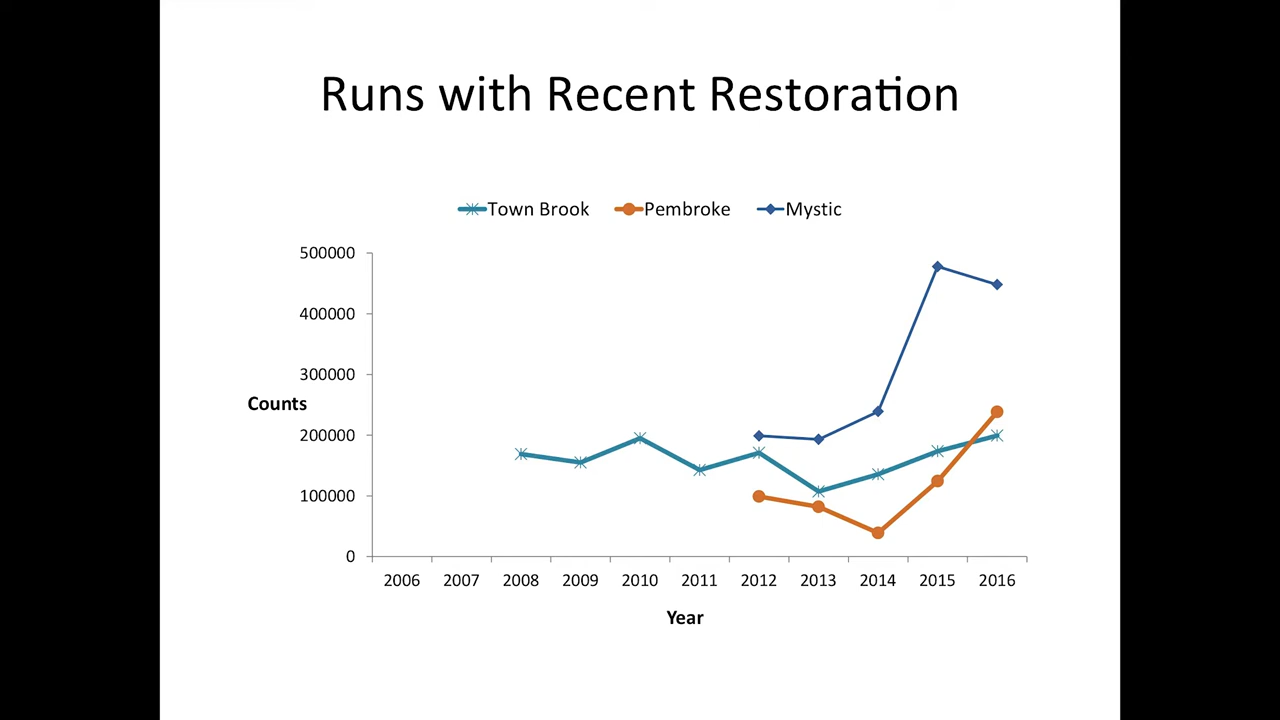 Runs with Recent Restoration
Town Brook Pembroke Mystic
500000
400000
300000
Counts
200000
100000
0
2006 2007 2008 2009 2010 2011 2012 2013 2014 2015 2016
Year